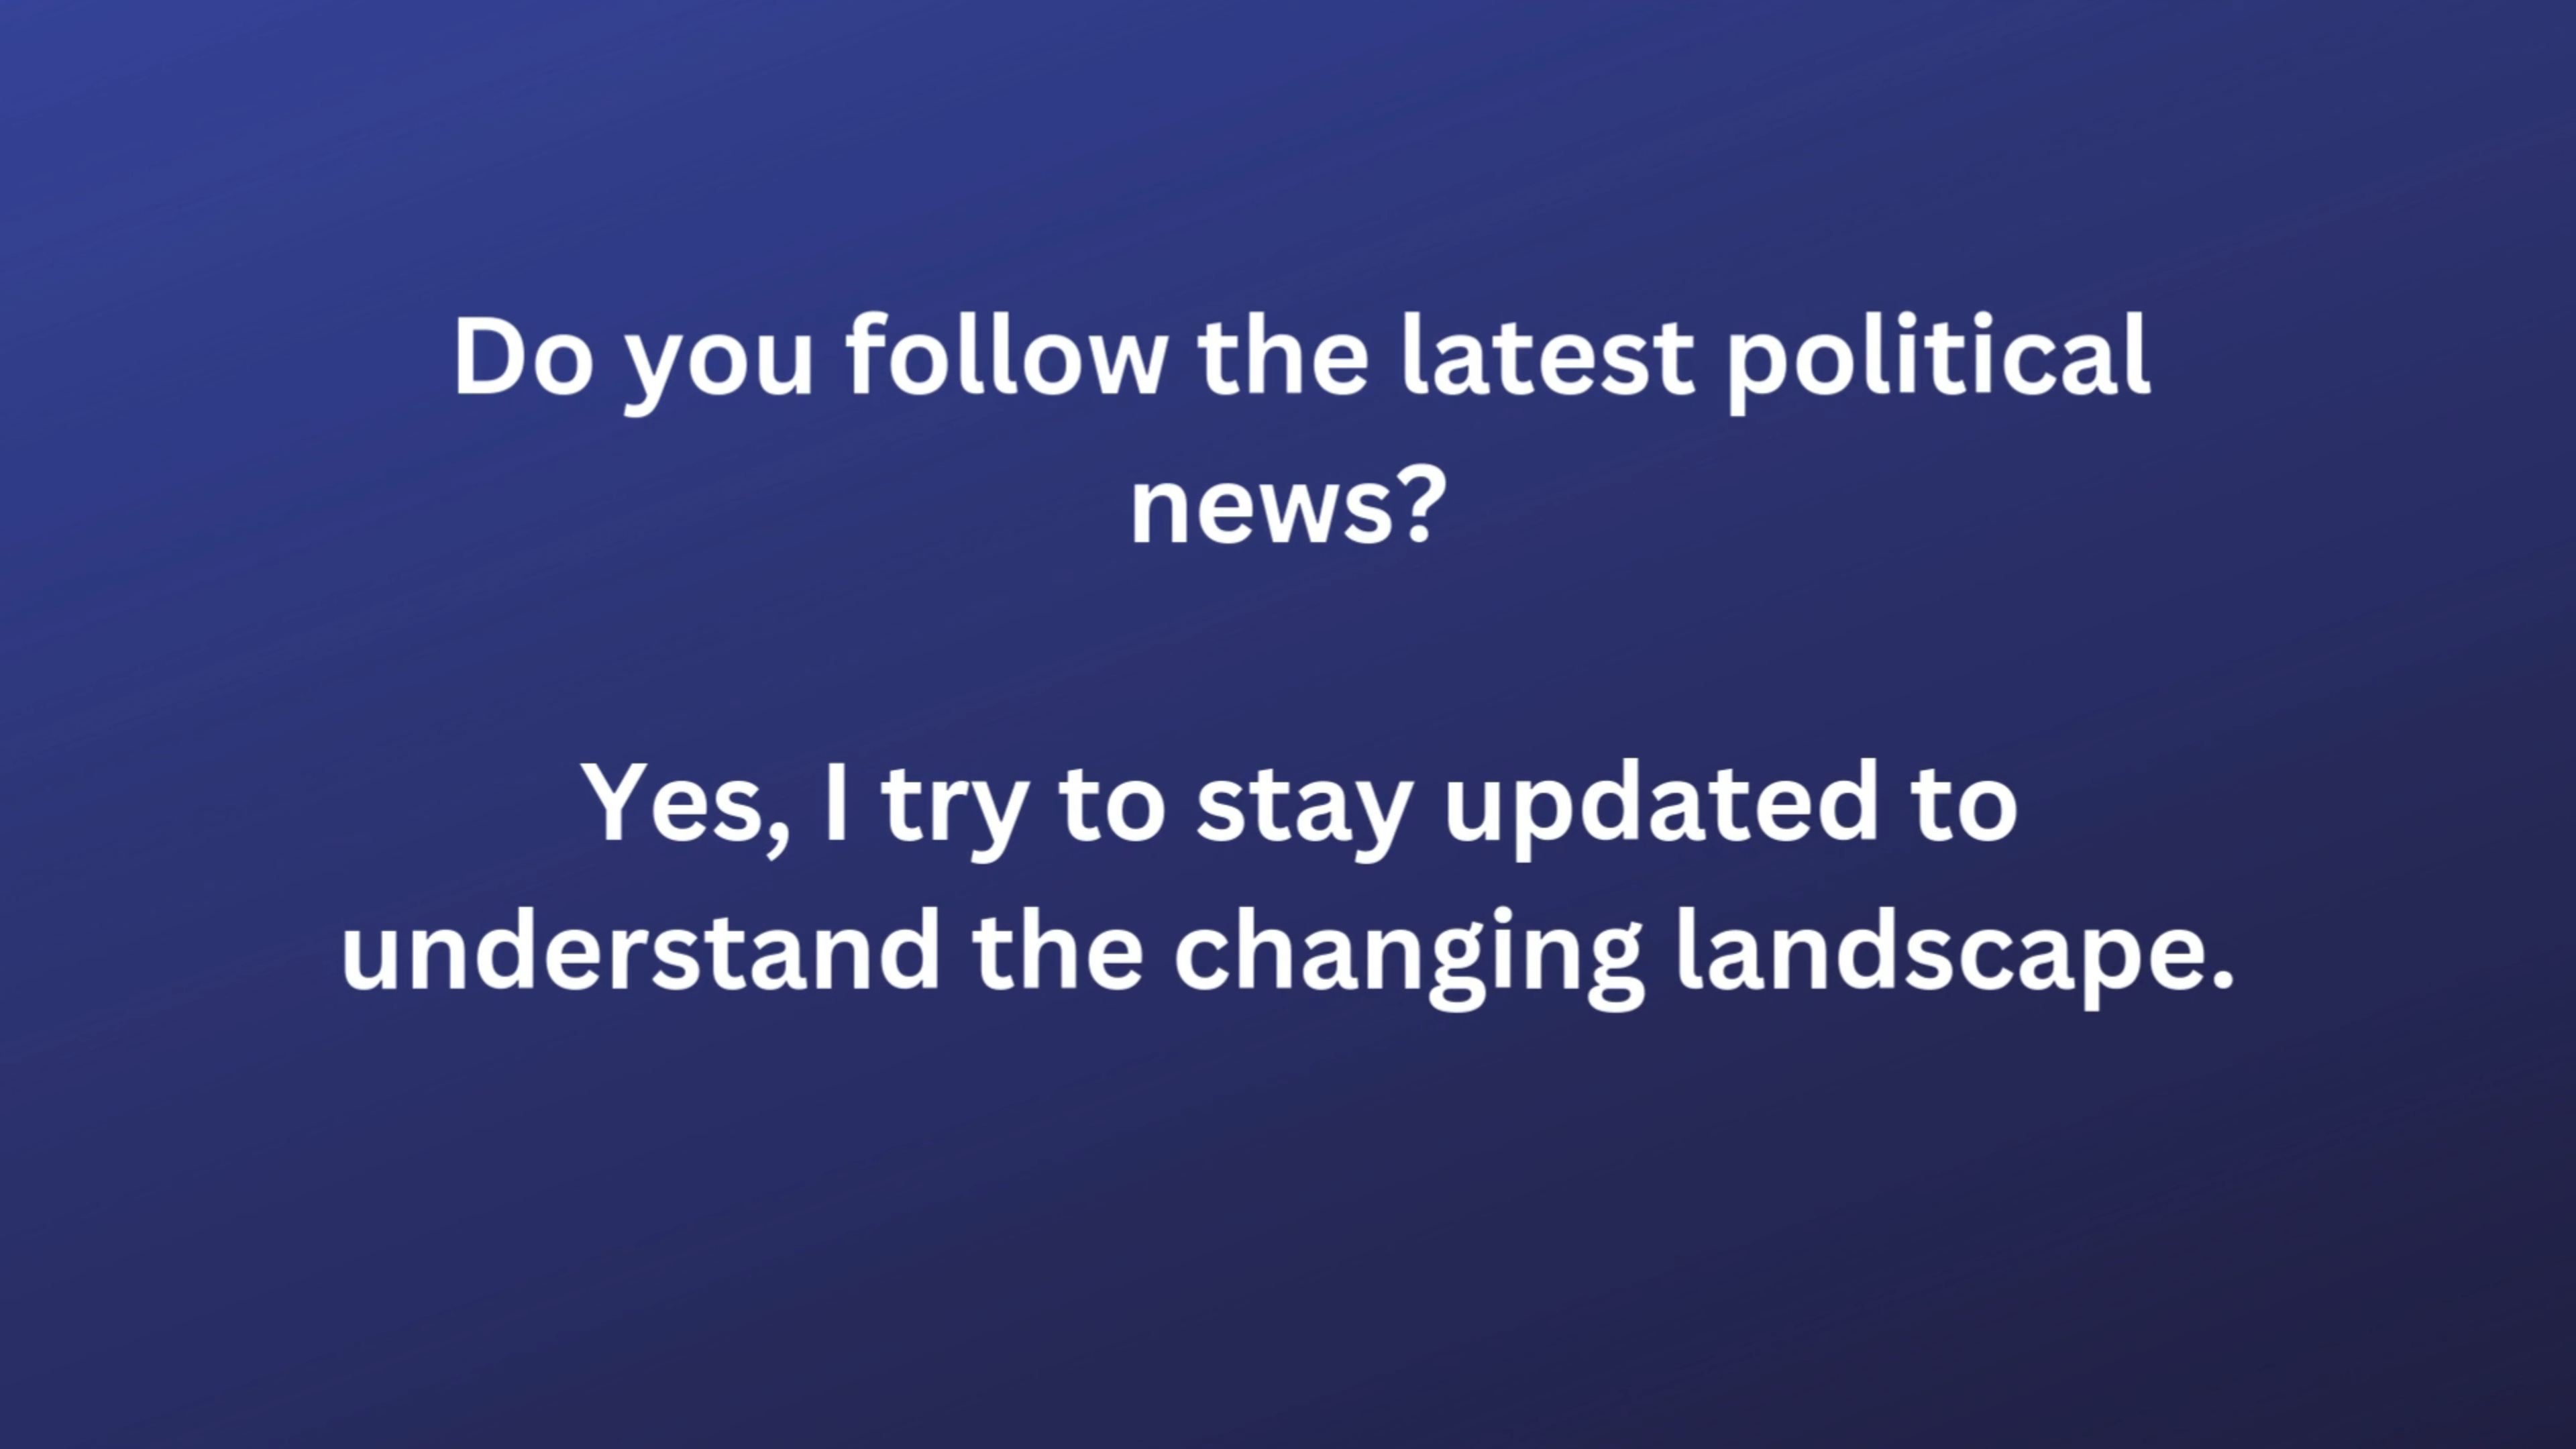 Do you follow the latest political
news?
Yes, I try to stay updated to
understand the changing landscape.